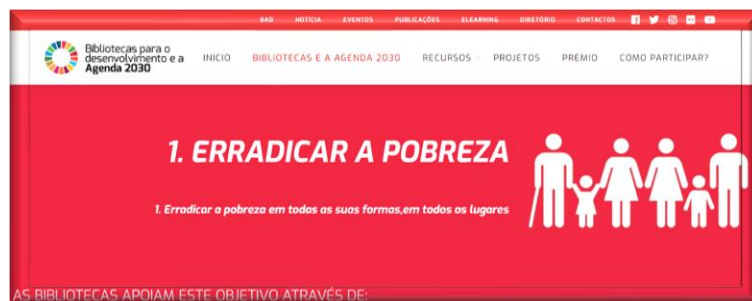 BAD NOTÍCIA EVENTOS PUBLICAÇÕES ELEARNING DIRETÓRIO CONTACTOS
Bibliotecas para o
desenvolvimento e a
Agenda 2030
INÍCIO BIBLIOTECAS E A AGENDA 2030 RECURSOS PROJETOS PRÉMIO COMO PARTICIPAR?
1. ERRADICAR A POBREZA
1. Erradicar a pobreza em todas as suas formas,em todos os lugares
AS BIBLIOTECAS APOIAM ESTE OBJETIVO ATRAVÉS DE: